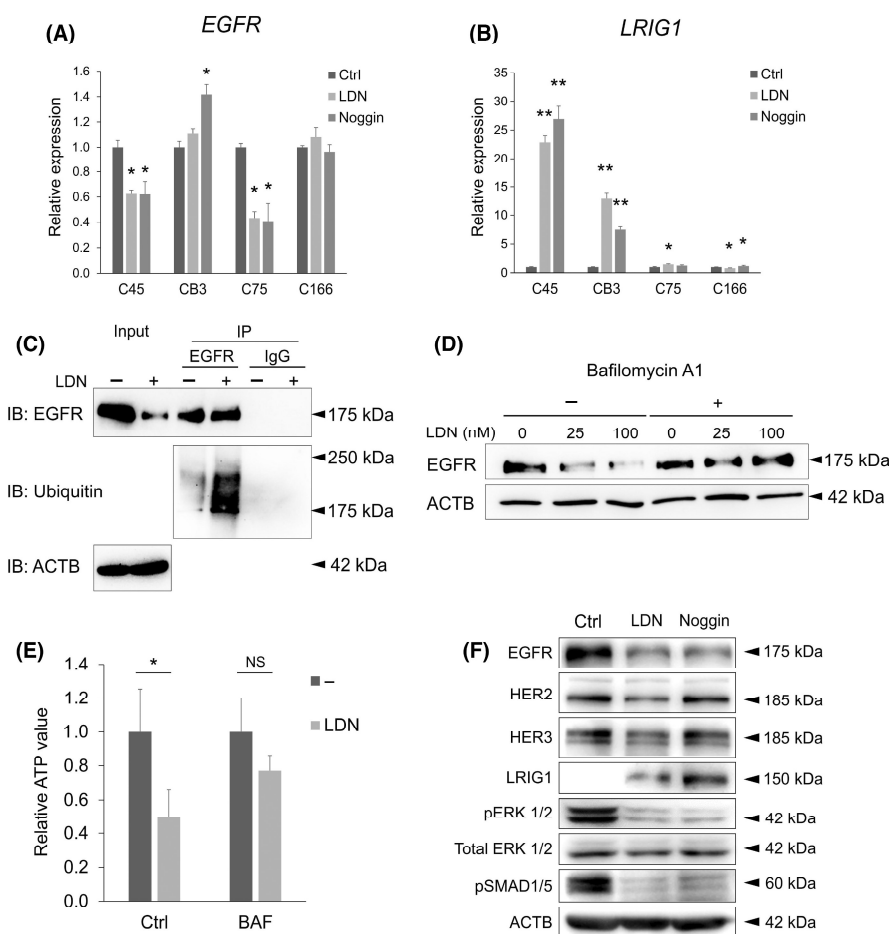 (A)
EGFR
Relative expression
1.6
1.4
1.2
1.0
0.8
0.6
0.4
0.2
0.0
*
*
*
*
*
Ctrl
LDN
Noggin
C45 CB3 C75 C166
(B)
LRIG1
Relative expression
35
30
25
20
15
10
5
0
**
**
**
**
*
*
*
Ctrl
LDN
Noggin
C45 CB3 C75 C166
(C)
Input IP
EGFR IgG
LDN – + – + – +
IB: EGFR 175 kDa
250 kDa
IB: Ubiquitin
175 kDa
IB: ACTB 42 kDa
(D)
Bafilomycin A1
– +
LDN (nM) 0 25 100 0 25 100
EGFR 175 kDa
ACTB 42 kDa
(E)
Relative ATP value
1.4
1.2
1.0
0.8
0.6
0.4
0.2
0.0
*
NS
–
LDN
Ctrl BAF
(F)
Ctrl LDN Noggin
EGFR 175 kDa
HER2 185 kDa
HER3 185 kDa
LRIG1 150 kDa
pERK 1/2 42 kDa
Total ERK 1/2 42 kDa
pSMAD1/5 60 kDa
ACTB 42 kDa